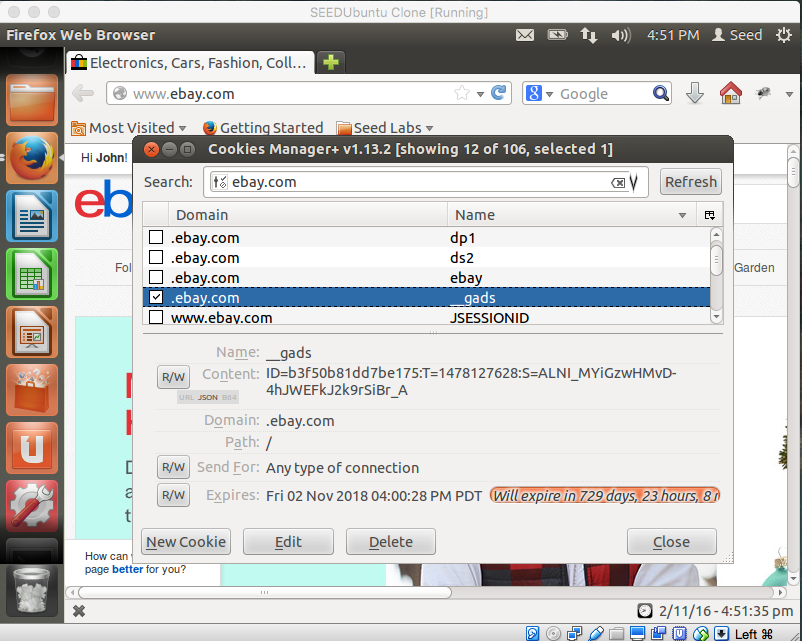 SEEDUbuntu Clone [Running]
Firefox Web Browser 4:51 PM Seed
Electronics, Cars, Fashion, Coll...
www.ebay.com Google
Most Visited Getting Started Seed Labs
Hi John!
Cookies Manager+ v1.13.2 [showing 12 of 106, selected 1]
Search: ebay.com Refresh
Domain Name
.ebay.com dp1
.ebay.com ds2
.ebay.com ebay
.ebay.com __gads
www.ebay.com JSESSIONID
eb
Fol
Garden
Name: __gads
R/W Content: ID=b3f50b81dd7be175:T=1478127628:S=ALNI_MYiGzwHMvD-
4hJWEFkJ2k9rSiBr_A
URL JSON B64
Domain: .ebay.com
Path: /
R/W Send For: Any type of connection
R/W Expires: Fri 02 Nov 2018 04:00:28 PM PDT Will expire in 729 days, 23 hours, 8
New Cookie Edit Delete Close
How can
page better for you?
2/11/16 - 4:51:35 pm
Left ⌘